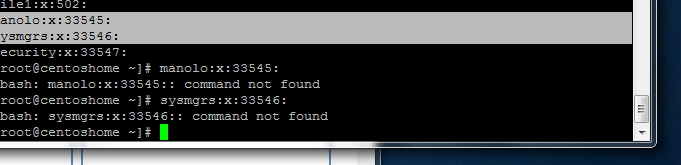 ile1:x:502:
anolo:x:33545:
ysmgrs:x:33546:
ecurity:x:33547:
root@centoshome ~]# manolo:x:33545:
bash: manolo:x:33545:: command not found
root@centoshome ~]# sysmgrs:x:33546:
bash: sysmgrs:x:33546:: command not found
root@centoshome ~]#